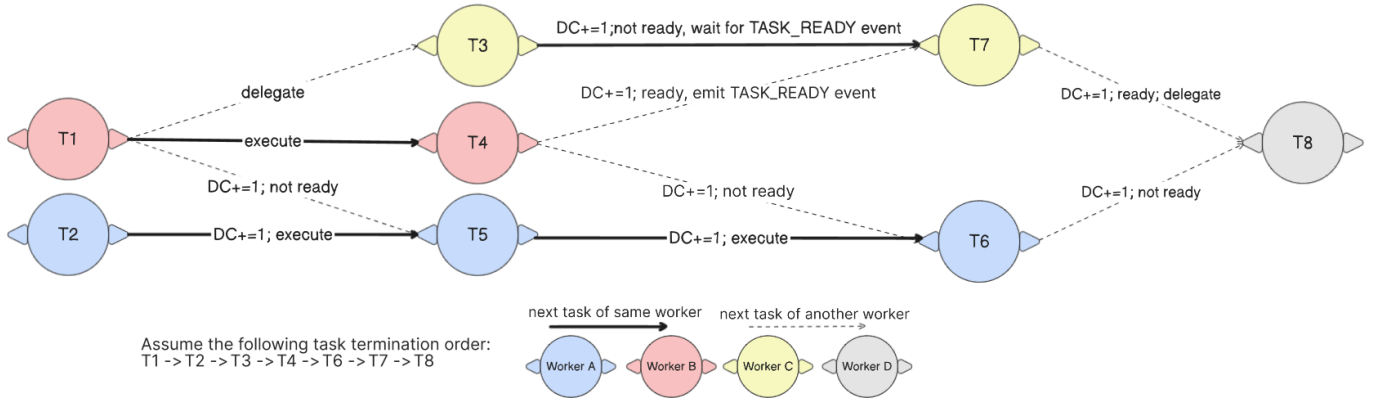 T3
DC+=1;not ready, wait for TASK_READY event
T7
delegate
DC+=1; ready, emit TASK_READY event
DC+=1; ready; delegate
T1
execute
T4
T8
DC+=1; not ready
DC+=1; not ready
DC+=1; not ready
T2
DC+=1; execute
T5
DC+=1; execute
T6
next task of same worker
next task of another worker
Assume the following task termination order:
T1 -> T2 -> T3 -> T4 -> T6 -> T7 -> T8
Worker A
Worker B
Worker C
Worker D